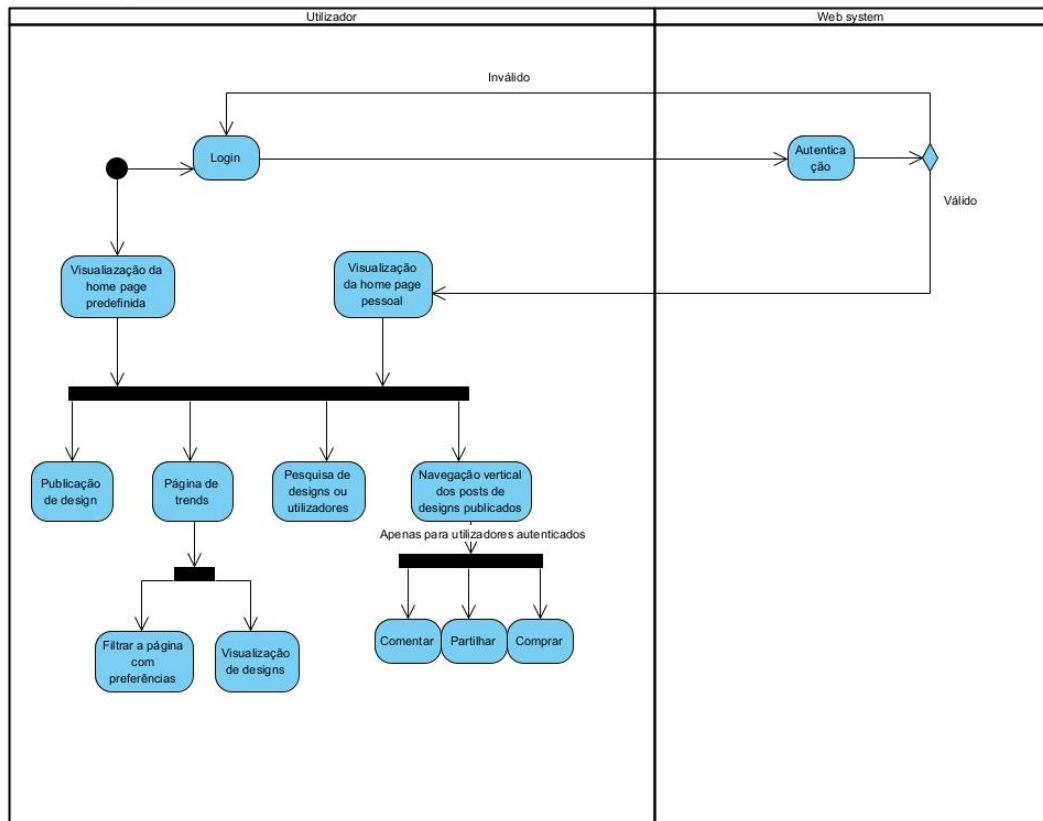 Utilizador
Web system
Inválido
Login
Autentica
ção
Válido
Visualiazação da
home page
predefinida
Visualização
da home page
pessoal
Publicação
de design
Página de
trends
Pesquisa de
designs ou
utilizadores
Navegação vertical
dos posts de
designs publicados
Apenas para utilizadores autenticados
Filtrar a página
com
preferências
Visualização
de designs
Comentar
Partilhar
Comprar